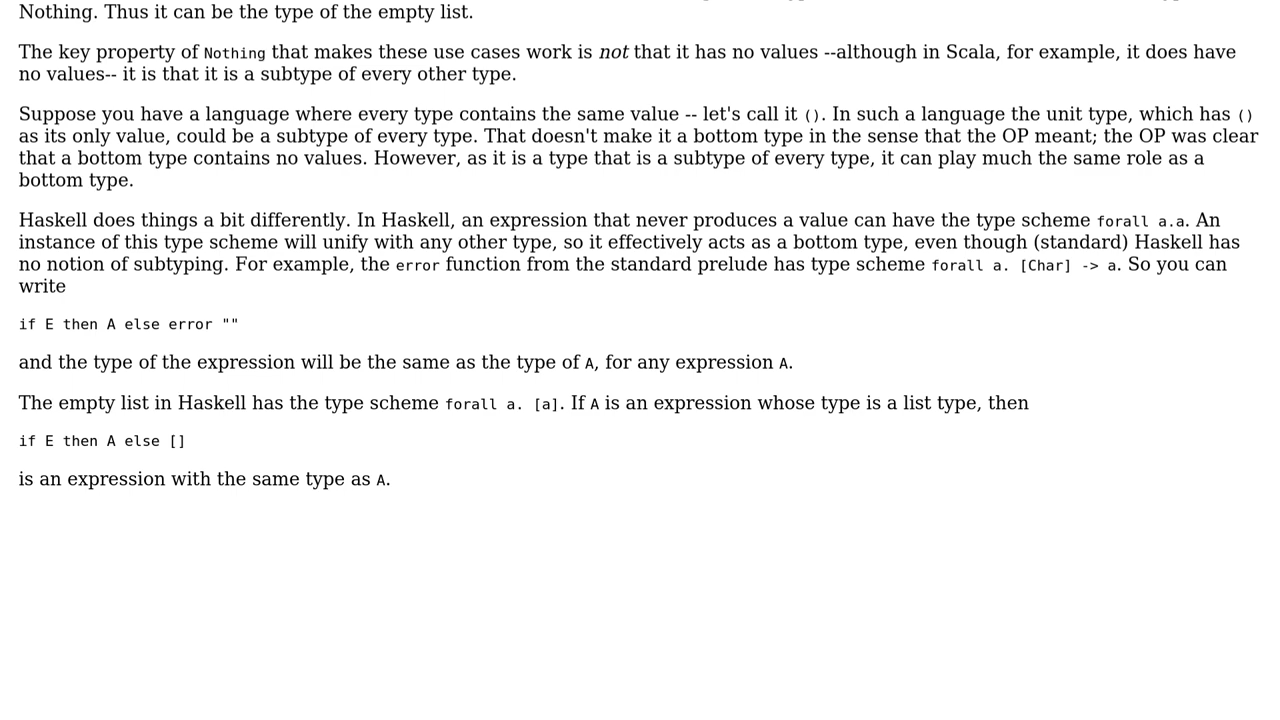 Nothing. Thus it can be the type of the empty list.
The key property of Nothing that makes these use cases work is not that it has no values --although in Scala, for example, it does have
no values-- it is that it is a subtype of every other type.
Suppose you have a language where every type contains the same value -- let's call it (). In such a language the unit type, which has ()
as its only value, could be a subtype of every type. That doesn't make it a bottom type in the sense that the OP meant; the OP was clear
that a bottom type contains no values. However, as it is a type that is a subtype of every type, it can play much the same role as a
bottom type.
Haskell does things a bit differently. In Haskell, an expression that never produces a value can have the type scheme forall a.a. An
instance of this type scheme will unify with any other type, so it effectively acts as a bottom type, even though (standard) Haskell has
no notion of subtyping. For example, the error function from the standard prelude has type scheme forall a. [Char] -> a. So you can
write
if E then A else error ""
and the type of the expression will be the same as the type of A, for any expression A.
The empty list in Haskell has the type scheme forall a. [a]. If A is an expression whose type is a list type, then
if E then A else []
is an expression with the same type as A.